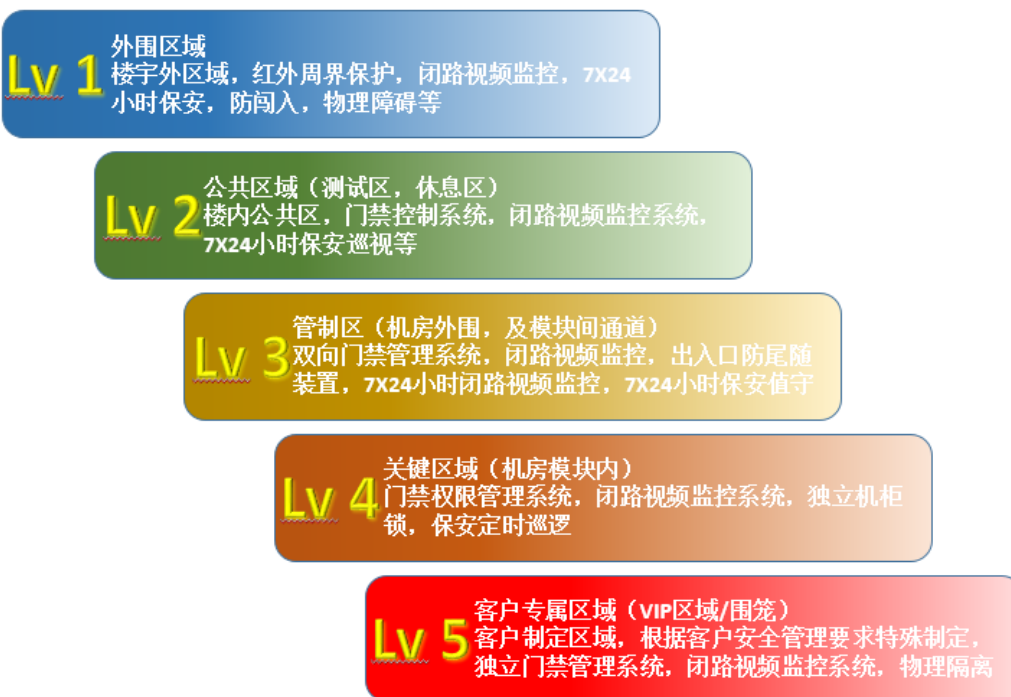 Lv 1
外围区域
楼宇外区域，红外周界保护，闭路视频监控，7X24
小时保安，防闯入，物理障碍等
Lv 2
公共区域（测试区，休息区）
楼内公共区，门禁控制系统，闭路视频监控系统，
7X24小时保安巡视等
Lv 3
管制区（机房外围，及模块间通道）
双向门禁管理系统，闭路视频监控，出入口防尾随
装置，7X24小时闭路视频监控，7X24小时保安值守
Lv 4
关键区域（机房模块内）
门禁权限管理系统，闭路视频监控系统，独立机柜
锁，保安定时巡逻
Lv 5
客户专属区域（VIP区域/围笼）
客户制定区域，根据客户安全管理要求特殊制定，
独立门禁管理系统，闭路视频监控系统，物理隔离